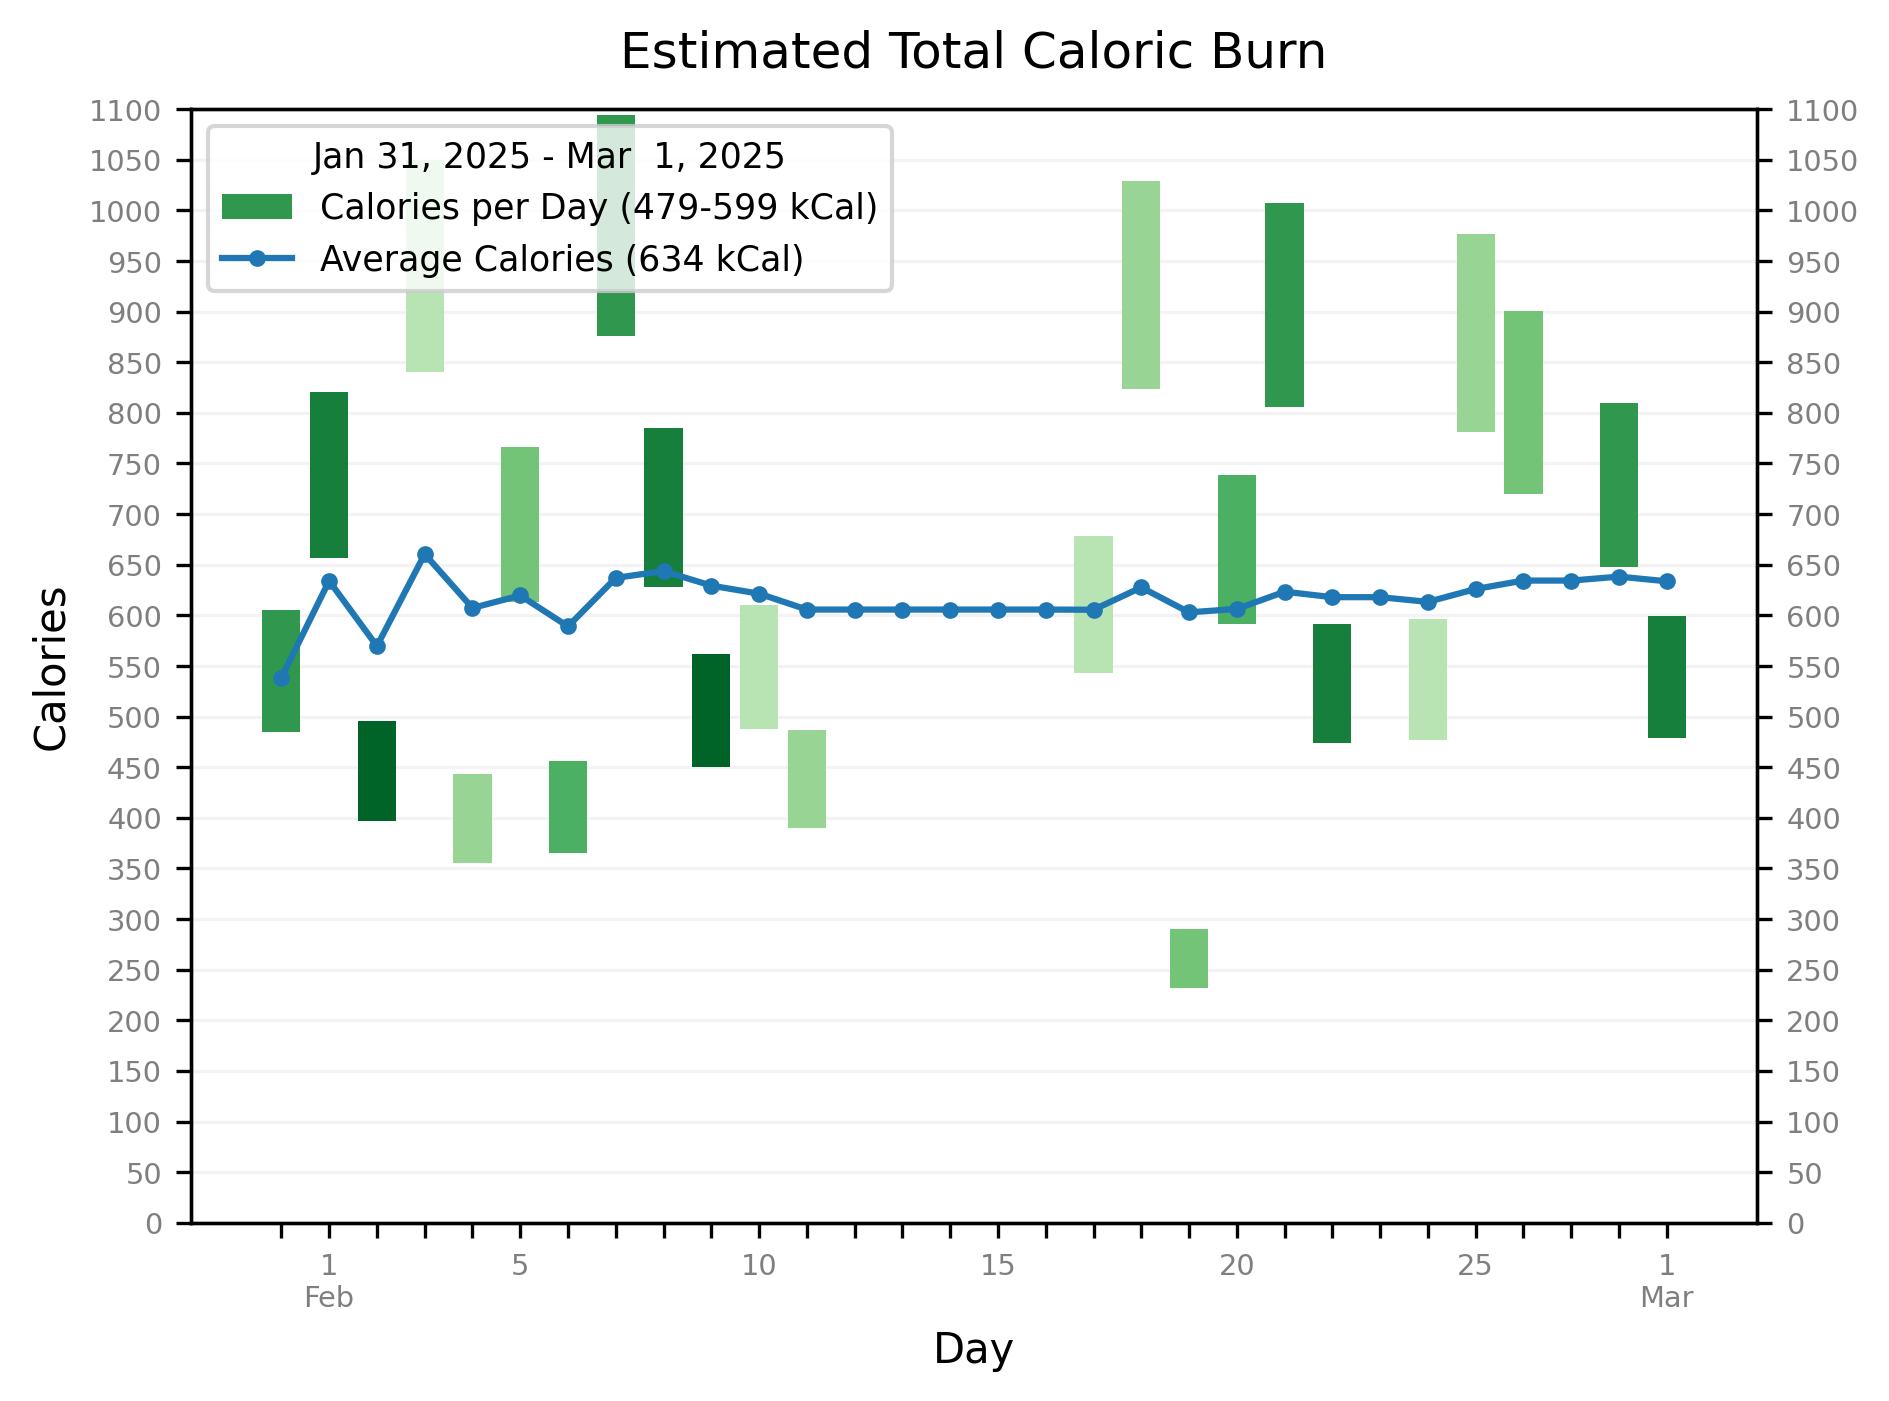 Estimated Total Caloric Burn
Jan 31, 2025 - Mar  1, 2025
Calories per Day (479-599 kCal)
Average Calories (634 kCal)
1100 1100
1050 1050
1000 1000
950 950
900 900
850 850
800 800
750 750
700 700
650 650
600 600
550 550
500 500
450 450
400 400
350 350
300 300
250 250
200 200
150 150
100 100
50 50
0 0
Calories
1 5 10 15 20 25 1
Feb Mar
Day